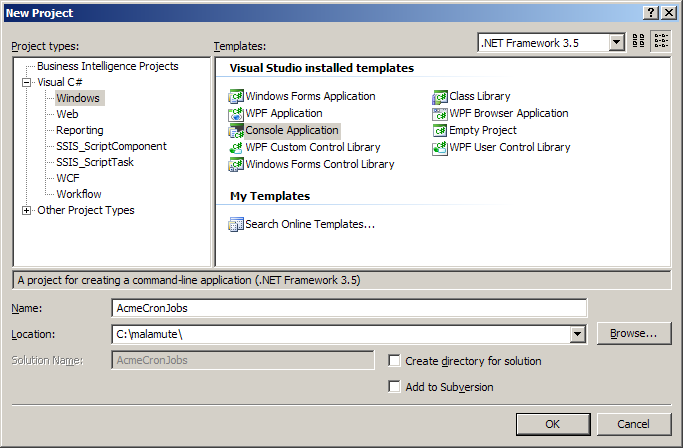 New Project
Project types:
Templates:
.NET Framework 3.5
Business Intelligence Projects
Visual C#
Windows
Web
Reporting
SSIS_ScriptComponent
SSIS_ScriptTask
WCF
Workflow
Other Project Types
Visual Studio installed templates
Windows Forms Application
Class Library
WPF Application
WPF Browser Application
Console Application
Empty Project
WPF Custom Control Library
WPF User Control Library
Windows Forms Control Library
My Templates
Search Online Templates...
A project for creating a command-line application (.NET Framework 3.5)
Name:
AcmeCronJobs
Location:
C:\malamute\
Browse...
Solution Name:
AcmeCronJobs
Create directory for solution
Add to Subversion
OK
Cancel